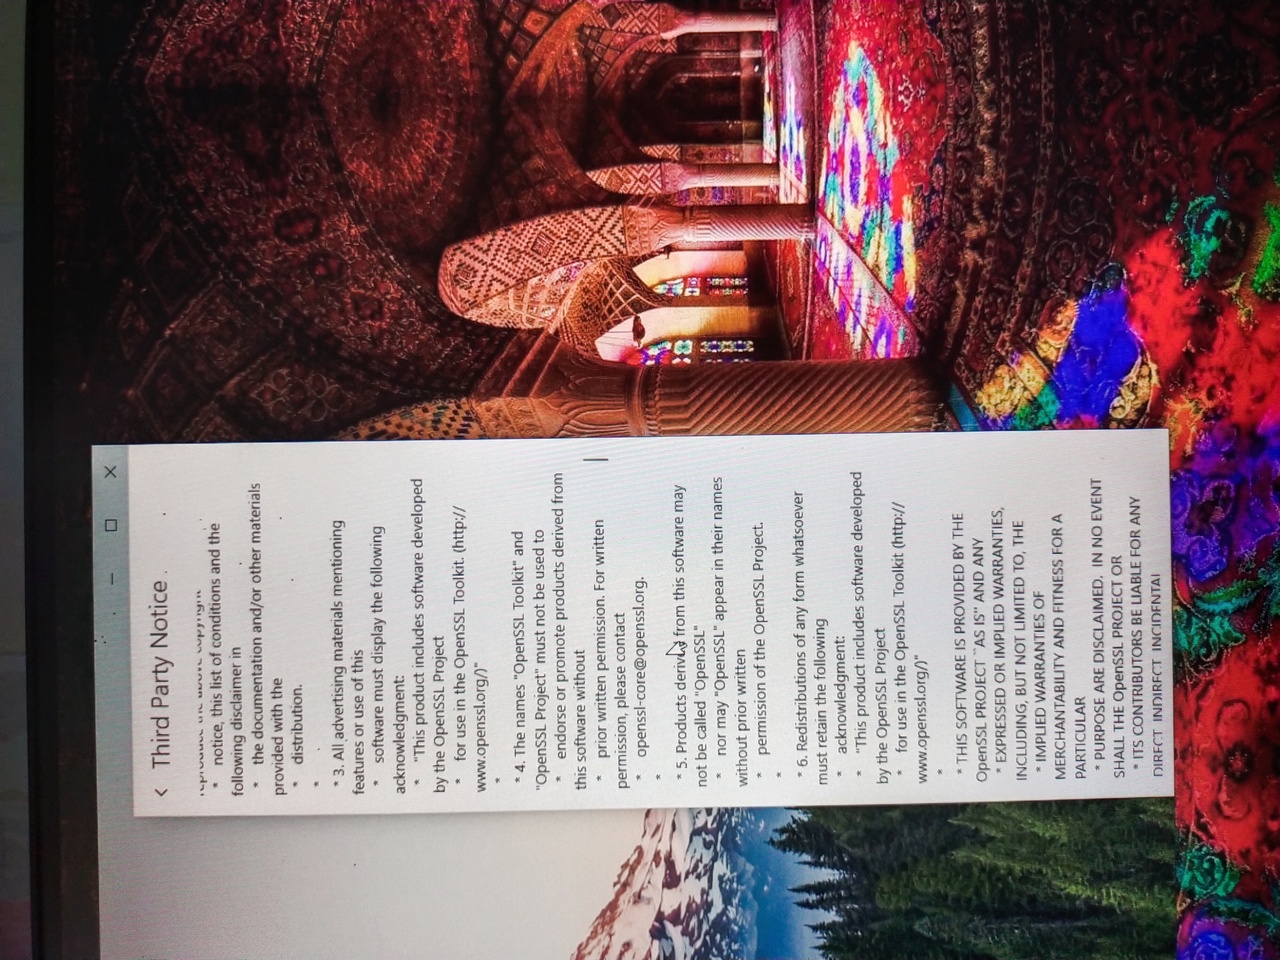 Third Party Notice
reproduce the above copyright
* notice, this list of conditions and the
following disclaimer in
* the documentation and/or other materials
provided with the
* distribution.
*
* 3. All advertising materials mentioning
features or use of this
* software must display the following
acknowledgment:
* "This product includes software developed
by the OpenSSL Project
* for use in the OpenSSL Toolkit. (http://
www.openssl.org/)"
*
* 4. The names "OpenSSL Toolkit" and
"OpenSSL Project" must not be used to
* endorse or promote products derived from
this software without
* prior written permission. For written
permission, please contact
* openssl-core@openssl.org.
*
* 5. Products derived from this software may
not be called "OpenSSL"
* nor may "OpenSSL" appear in their names
without prior written
* permission of the OpenSSL Project.
*
* 6. Redistributions of any form whatsoever
must retain the following
* acknowledgment:
* "This product includes software developed
by the OpenSSL Project
* for use in the OpenSSL Toolkit (http://
www.openssl.org/)"
*
* THIS SOFTWARE IS PROVIDED BY THE
OpenSSL PROJECT ``AS IS'' AND ANY
* EXPRESSED OR IMPLIED WARRANTIES,
INCLUDING, BUT NOT LIMITED TO, THE
* IMPLIED WARRANTIES OF
MERCHANTABILITY AND FITNESS FOR A
PARTICULAR
* PURPOSE ARE DISCLAIMED. IN NO EVENT
SHALL THE OpenSSL PROJECT OR
* ITS CONTRIBUTORS BE LIABLE FOR ANY
DIRECT, INDIRECT, INCIDENTAL